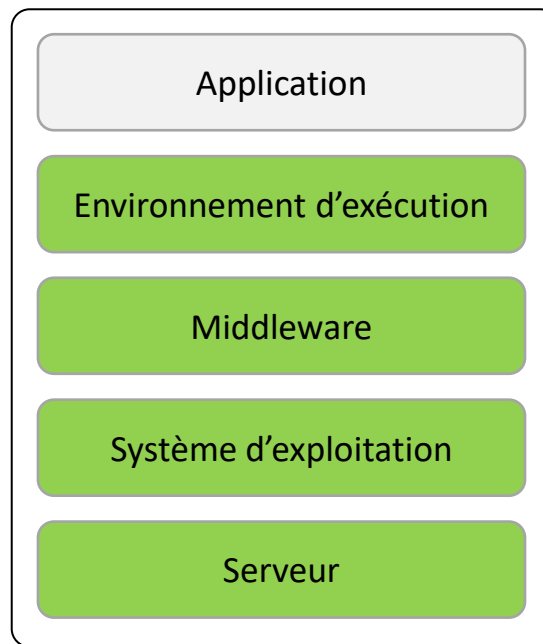 Application
Environnement d’exécution
Middleware
Système d’exploitation
Serveur